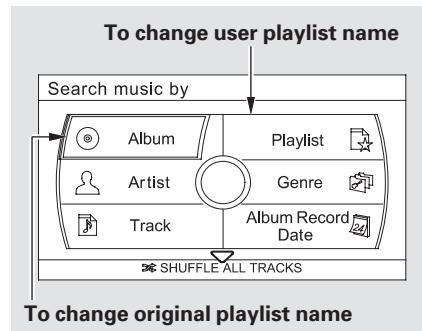 To change user playlist name
Search music by
Album
Playlist
Artist
Genre
Track
Album Record
Date
SHUFFLE ALL TRACKS
To change original playlist name